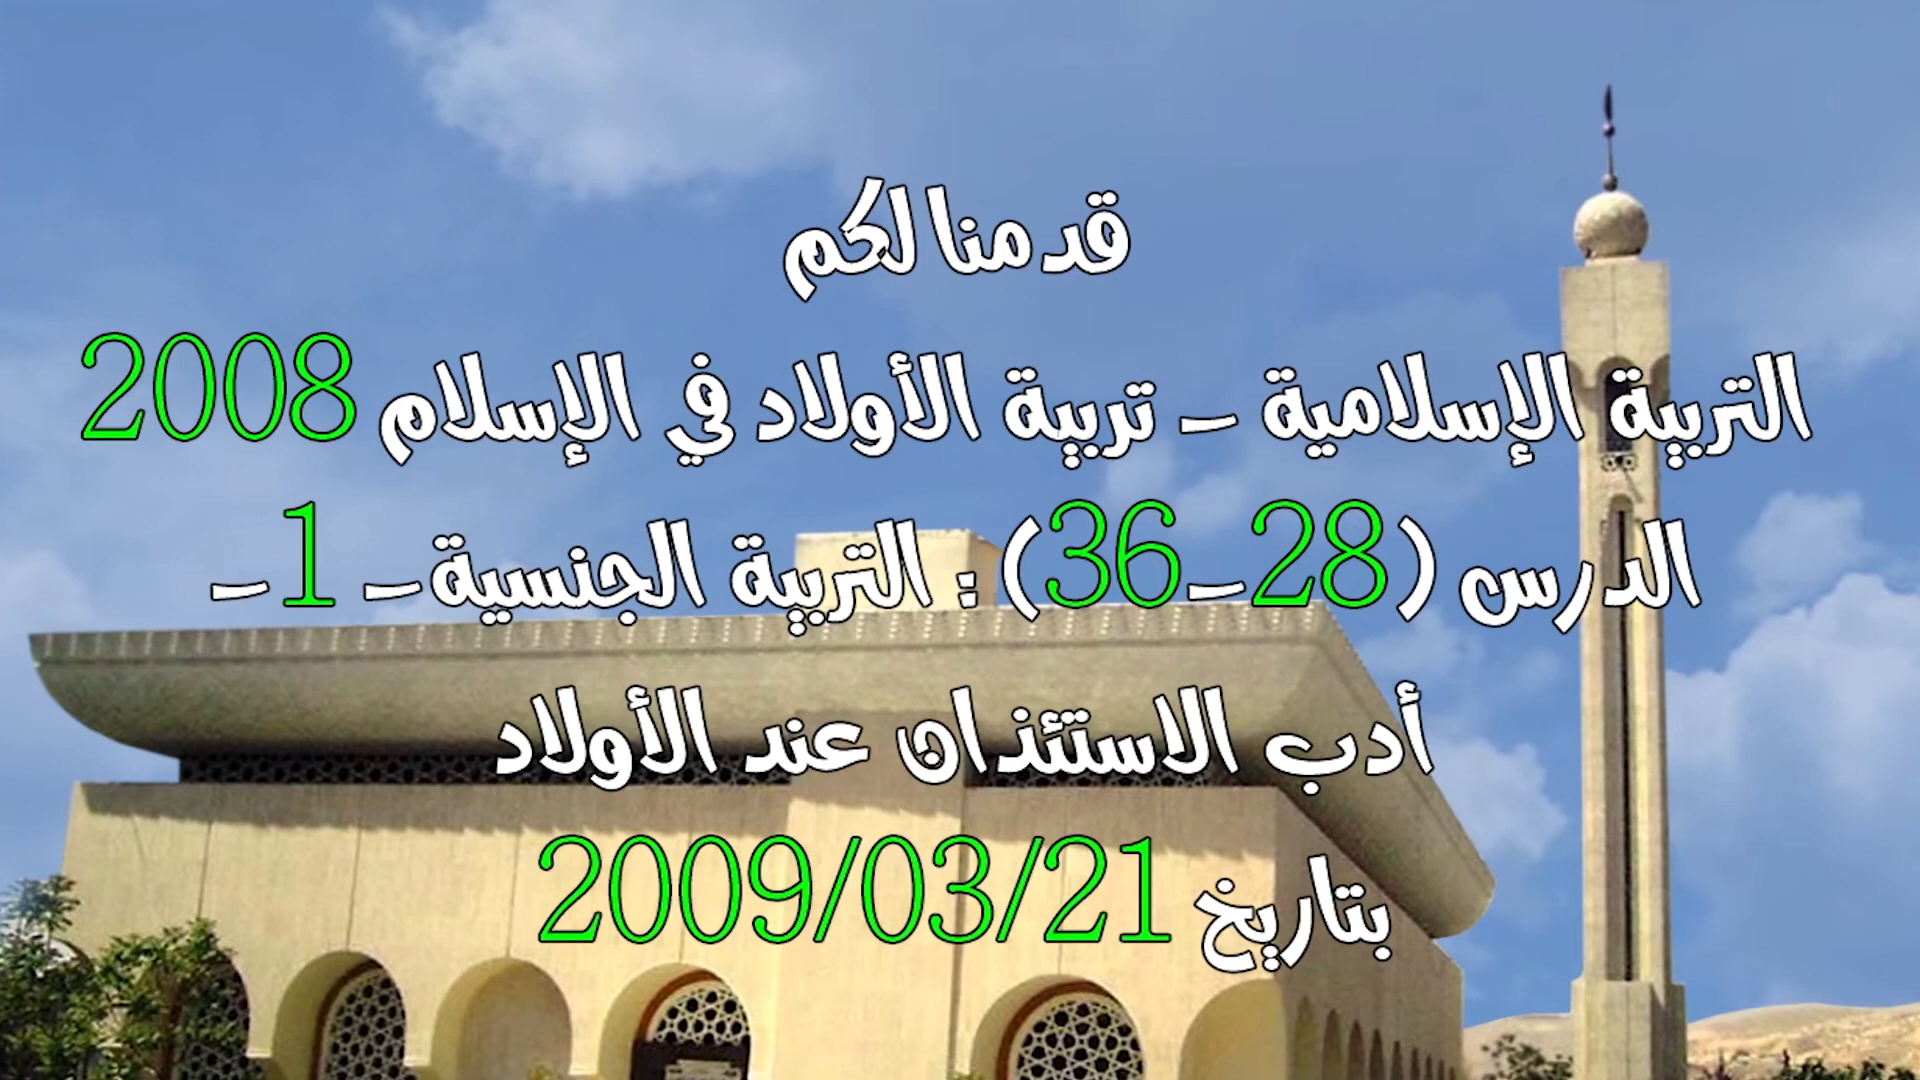 قدمنا لكم
التربية الإسلامية - تربية الأولاد في الإسلام 2008
الدرس (28-36) : التربية الجنسية- 1 -
أدب الاستئذان عند الأولاد
بتاريخ 2009/03/21